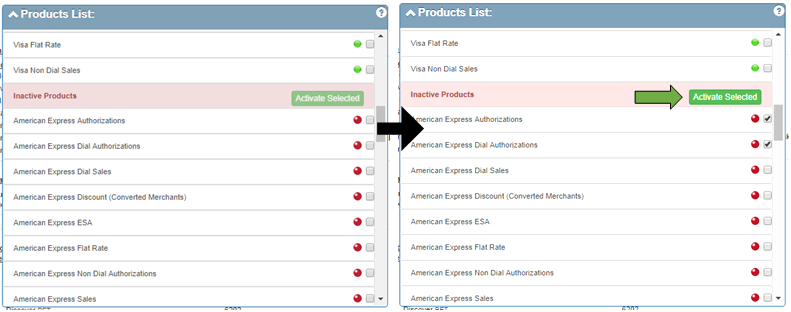 Products List:
?
Visa Flat Rate
Visa Non Dial Sales
Inactive Products
Activate Selected
American Express Authorizations
American Express Dial Authorizations
American Express Dial Sales
American Express Discount (Converted Merchants)
American Express ESA
American Express Flat Rate
American Express Non Dial Authorizations
American Express Sales
Products List:
?
Visa Flat Rate
Visa Non Dial Sales
Inactive Products
Activate Selected
American Express Authorizations
American Express Dial Authorizations
American Express Dial Sales
American Express Discount (Converted Merchants)
American Express ESA
American Express Flat Rate
American Express Non Dial Authorizations
American Express Sales